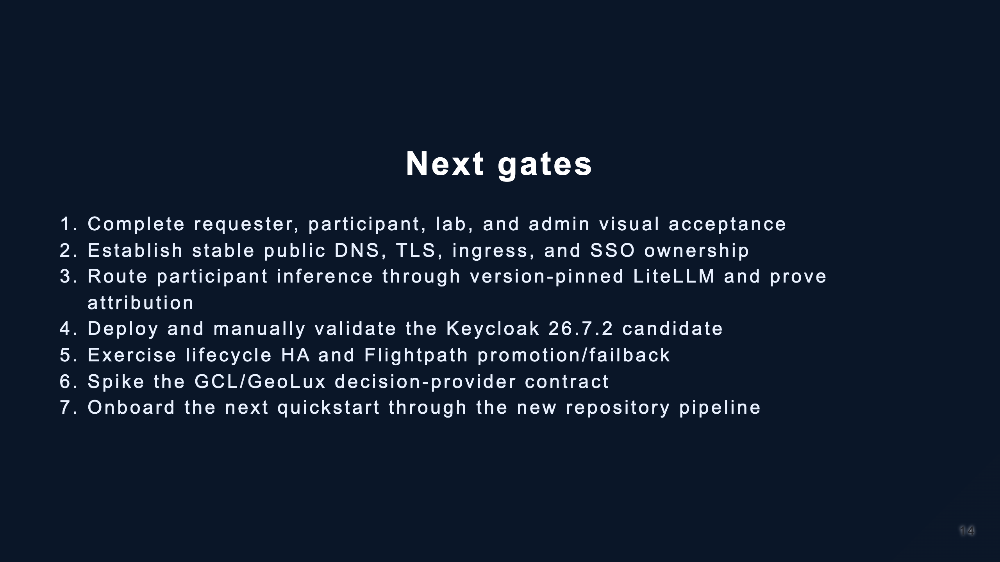 Next gates
1. Complete requester, participant, lab, and admin visual acceptance
2. Establish stable public DNS, TLS, ingress, and SSO ownership
3. Route participant inference through version-pinned LiteLLM and prove
attribution
4. Deploy and manually validate the Keycloak 26.7.2 candidate
5. Exercise lifecycle HA and Flightpath promotion/failback
6. Spike the GCL/GeoLux decision-provider contract
7. Onboard the next quickstart through the new repository pipeline
14